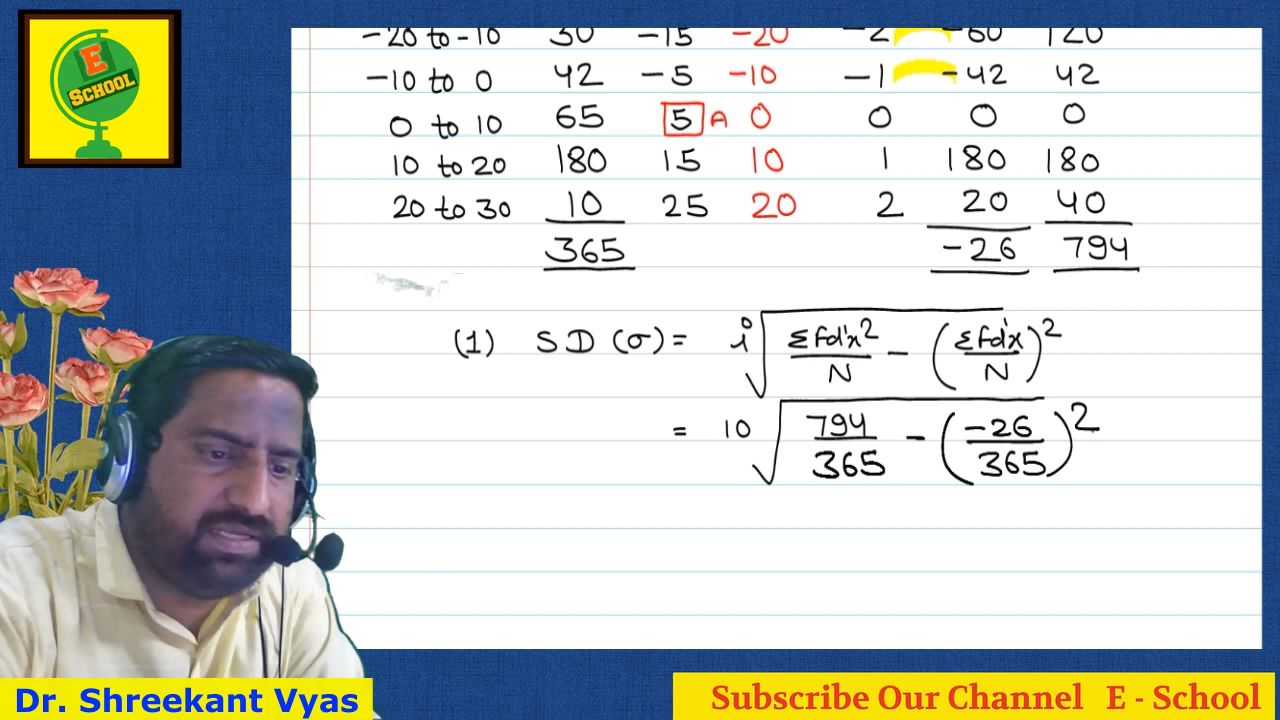 E
SCHOOL
-20 to -10 30 -15 -20 -2 -60 120
-10 to 0 42 -5 -10 -1 -42 42
0 to 10 65 5 A 0 0 0 0
10 to 20 180 15 10 1 180 180
20 to 30 10 25 20 2 20 40
365 -26 794
(1) SD (σ) = i √ Σfd'x² / N - (Σfd'x / N)²
= 10 √ 794 / 365 - (-26 / 365)²
Dr. Shreekant Vyas
Subscribe Our Channel E - School